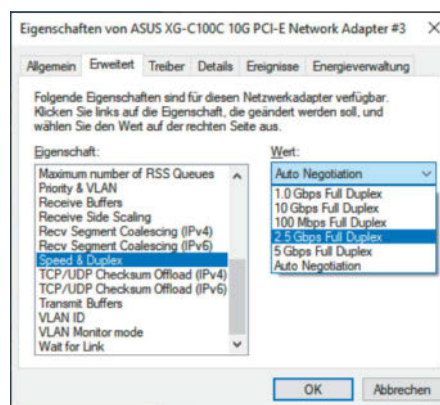 Eigenschaften von ASUS XG-C100C 10G PCI-E Network Adapter #3
Allgemein Erweitert Treiber Details Ereignisse Energieverwaltung
Folgende Eigenschaften sind für diesen Netzwerkadapter verfügbar.
Klicken Sie links auf die Eigenschaft, die geändert werden soll, und
wählen Sie den Wert auf der rechten Seite aus.
Eigenschaft:
Maximum number of RSS Queues
Priority & VLAN
Receive Buffers
Receive Side Scaling
Recv Segment Coalescing (IPv4)
Recv Segment Coalescing (IPv6)
Speed & Duplex
TCP/UDP Checksum Offload (IPv4)
TCP/UDP Checksum Offload (IPv6)
Transmit Buffers
VLAN ID
VLAN Monitor mode
Wait for Link
Wert:
Auto Negotiation
1.0 Gbps Full Duplex
10 Gbps Full Duplex
100 Mbps Full Duplex
2.5 Gbps Full Duplex
5 Gbps Full Duplex
Auto Negotiation
OK Abbrechen